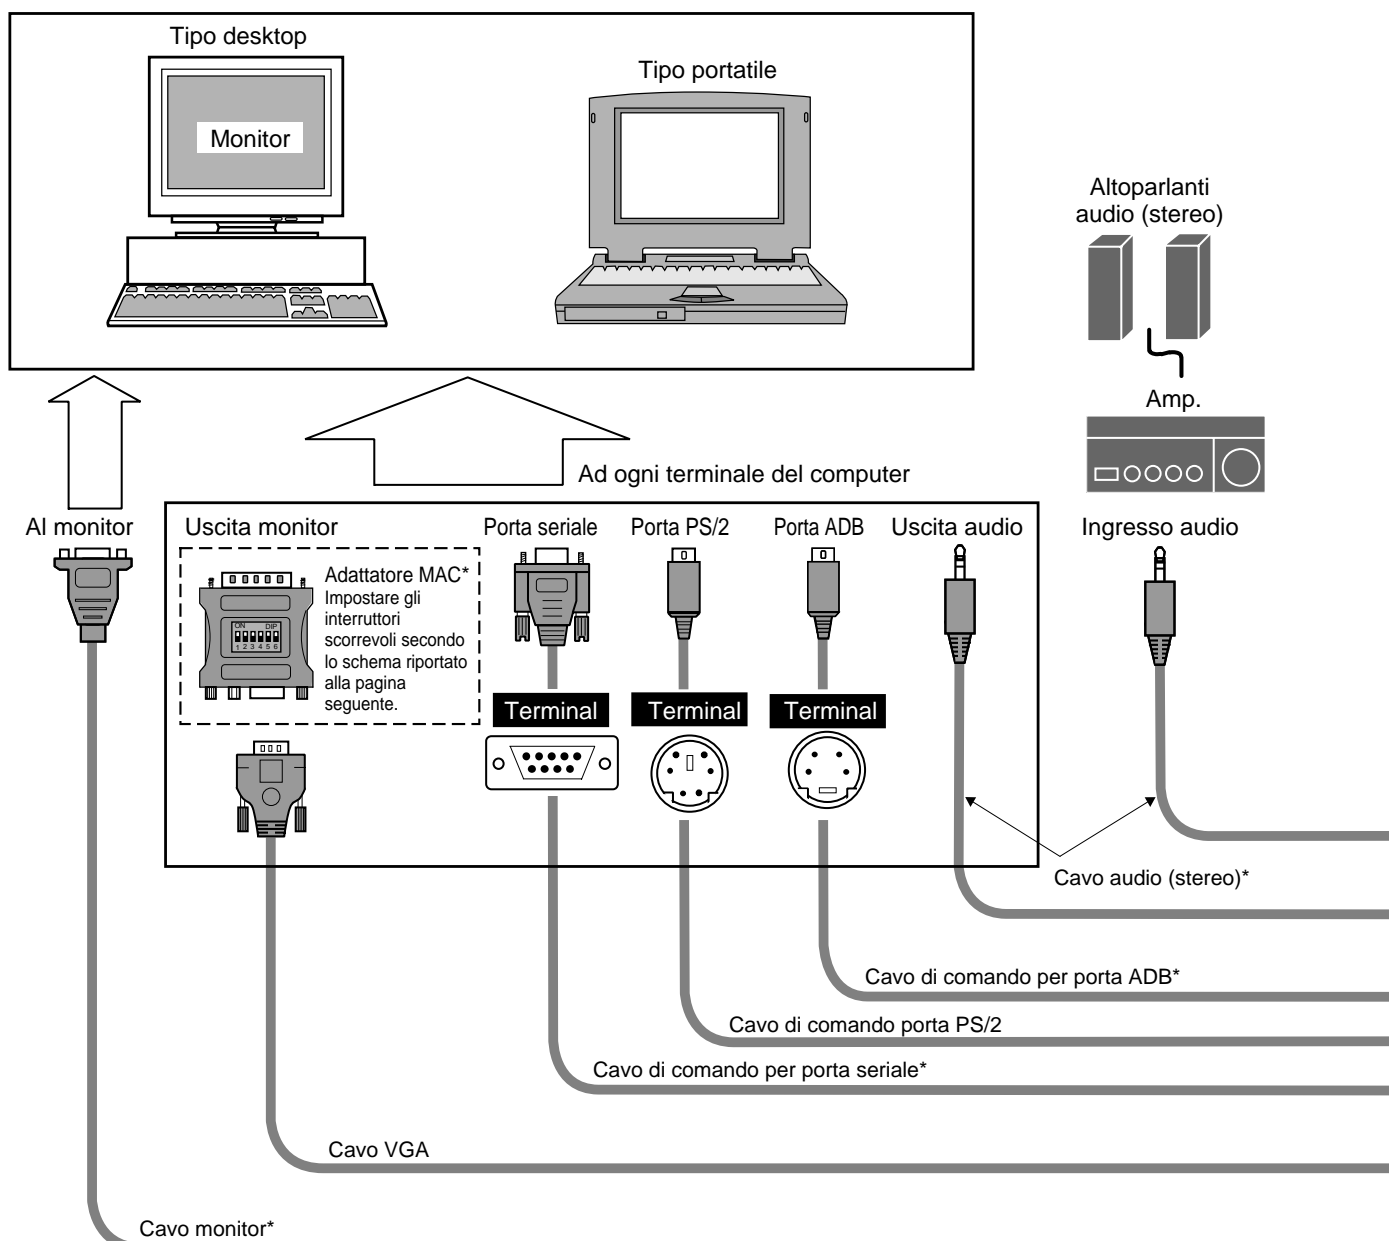 Tipo desktop
Tipo portatile
Monitor
Altoparlanti
audio (stereo)
Amp.
Ad ogni terminale del computer
Al monitor
Uscita monitor
Porta seriale
Porta PS/2
Porta ADB
Uscita audio
Ingresso audio
Adattatore MAC*
Impostare gli
interruttori
scorrevoli secondo
lo schema riportato
alla pagina
seguente.
ON DIP
1 2 3 4 5 6
Terminal
Terminal
Terminal
Cavo audio (stereo)*
Cavo di comando per porta ADB*
Cavo di comando porta PS/2
Cavo di comando per porta seriale*
Cavo VGA
Cavo monitor*